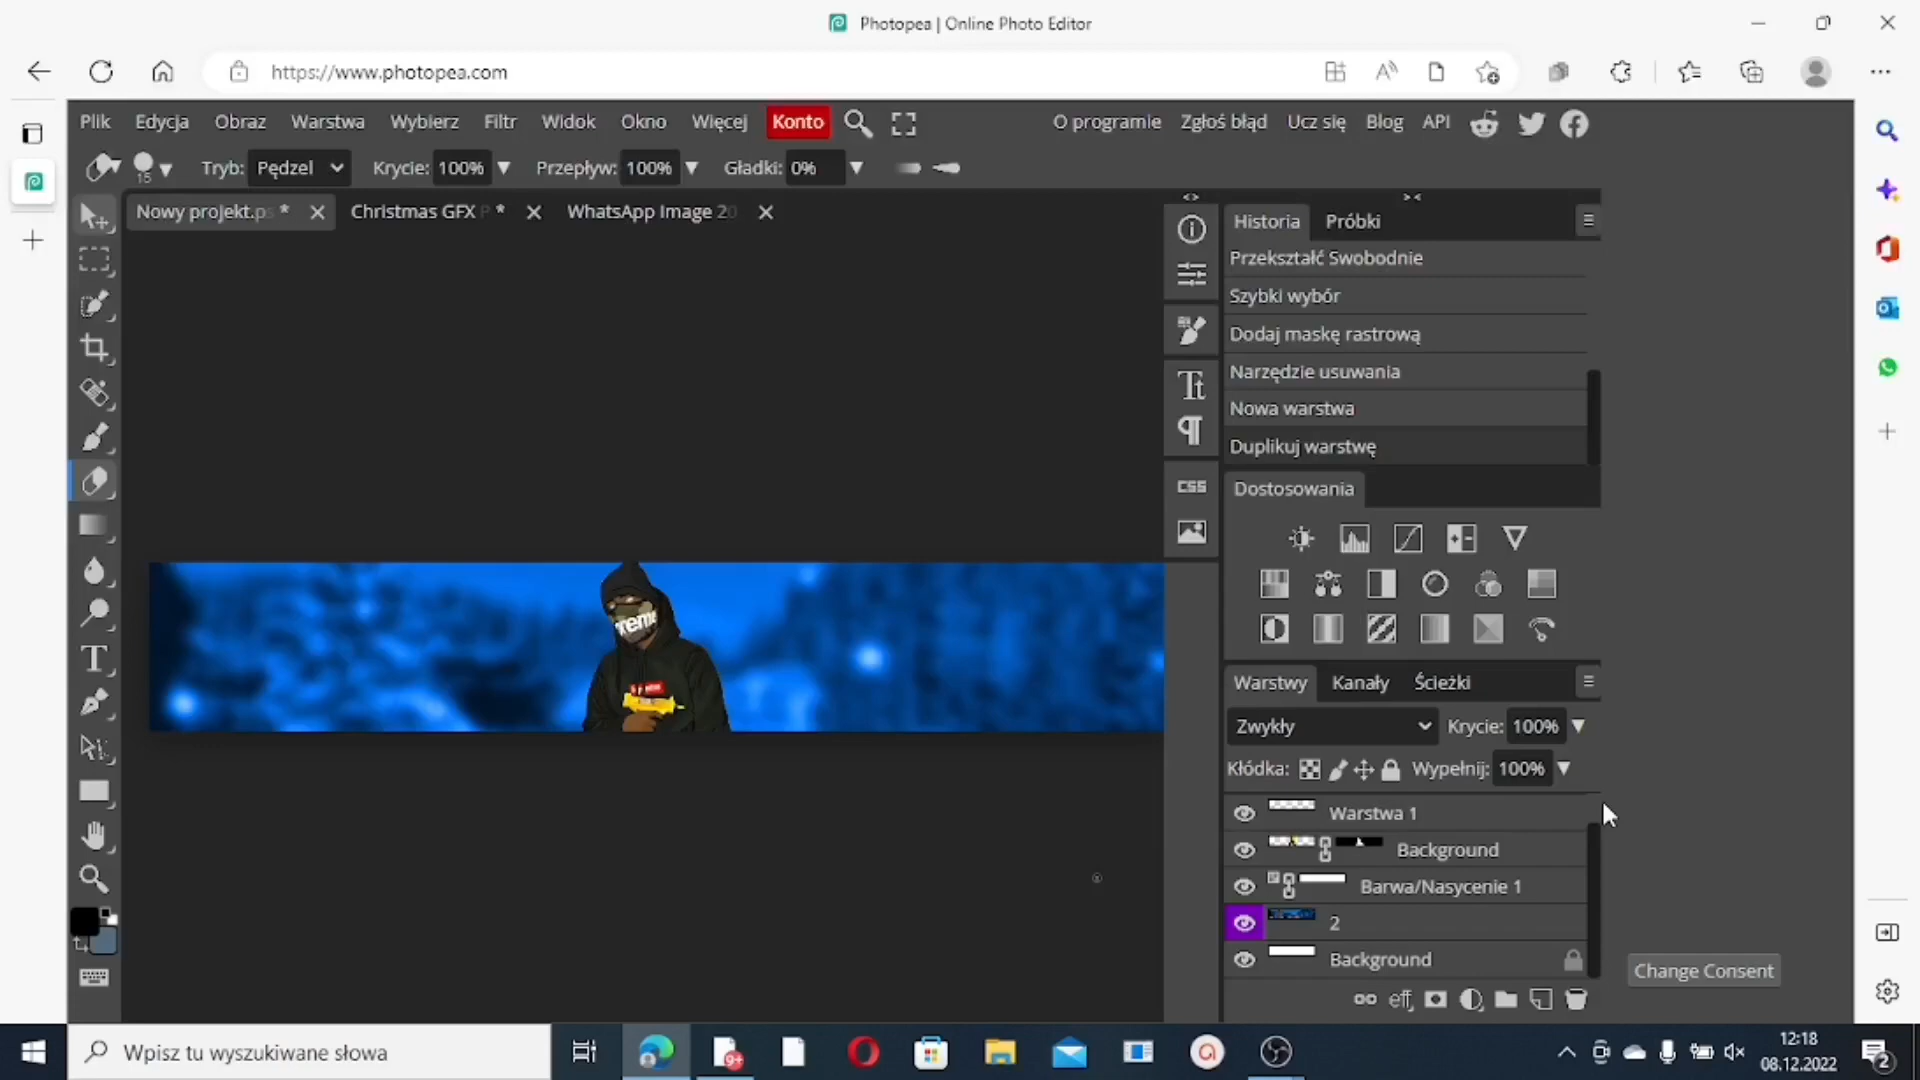 Photopea | Online Photo Editor
https://www.photopea.com
Plik Edycja Obraz Warstwa Wybierz Filtr Widok Okno Więcej Konto O programie Zgłoś błąd Ucz się Blog API
15 Tryb: Pędzel Krycie: 100% Przepływ: 100% Gładki: 0%
Nowy projekt.ps * Christmas GFX P * WhatsApp Image 20
Historia Próbki
Przekształć Swobodnie
Szybki wybór
Dodaj maskę rastrową
Narzędzie usuwania
Nowa warstwa
Duplikuj warstwę
CSS
Dostosowania
reme
Warstwy Kanały Ścieżki
Zwykły Krycie: 100%
Kłódka: Wypełnij: 100%
Warstwa 1
Background
Barwa/Nasycenie 1
2
Background
Change Consent
eff
Wpisz tu wyszukiwane słowa
9+
12:18
08.12.2022
2